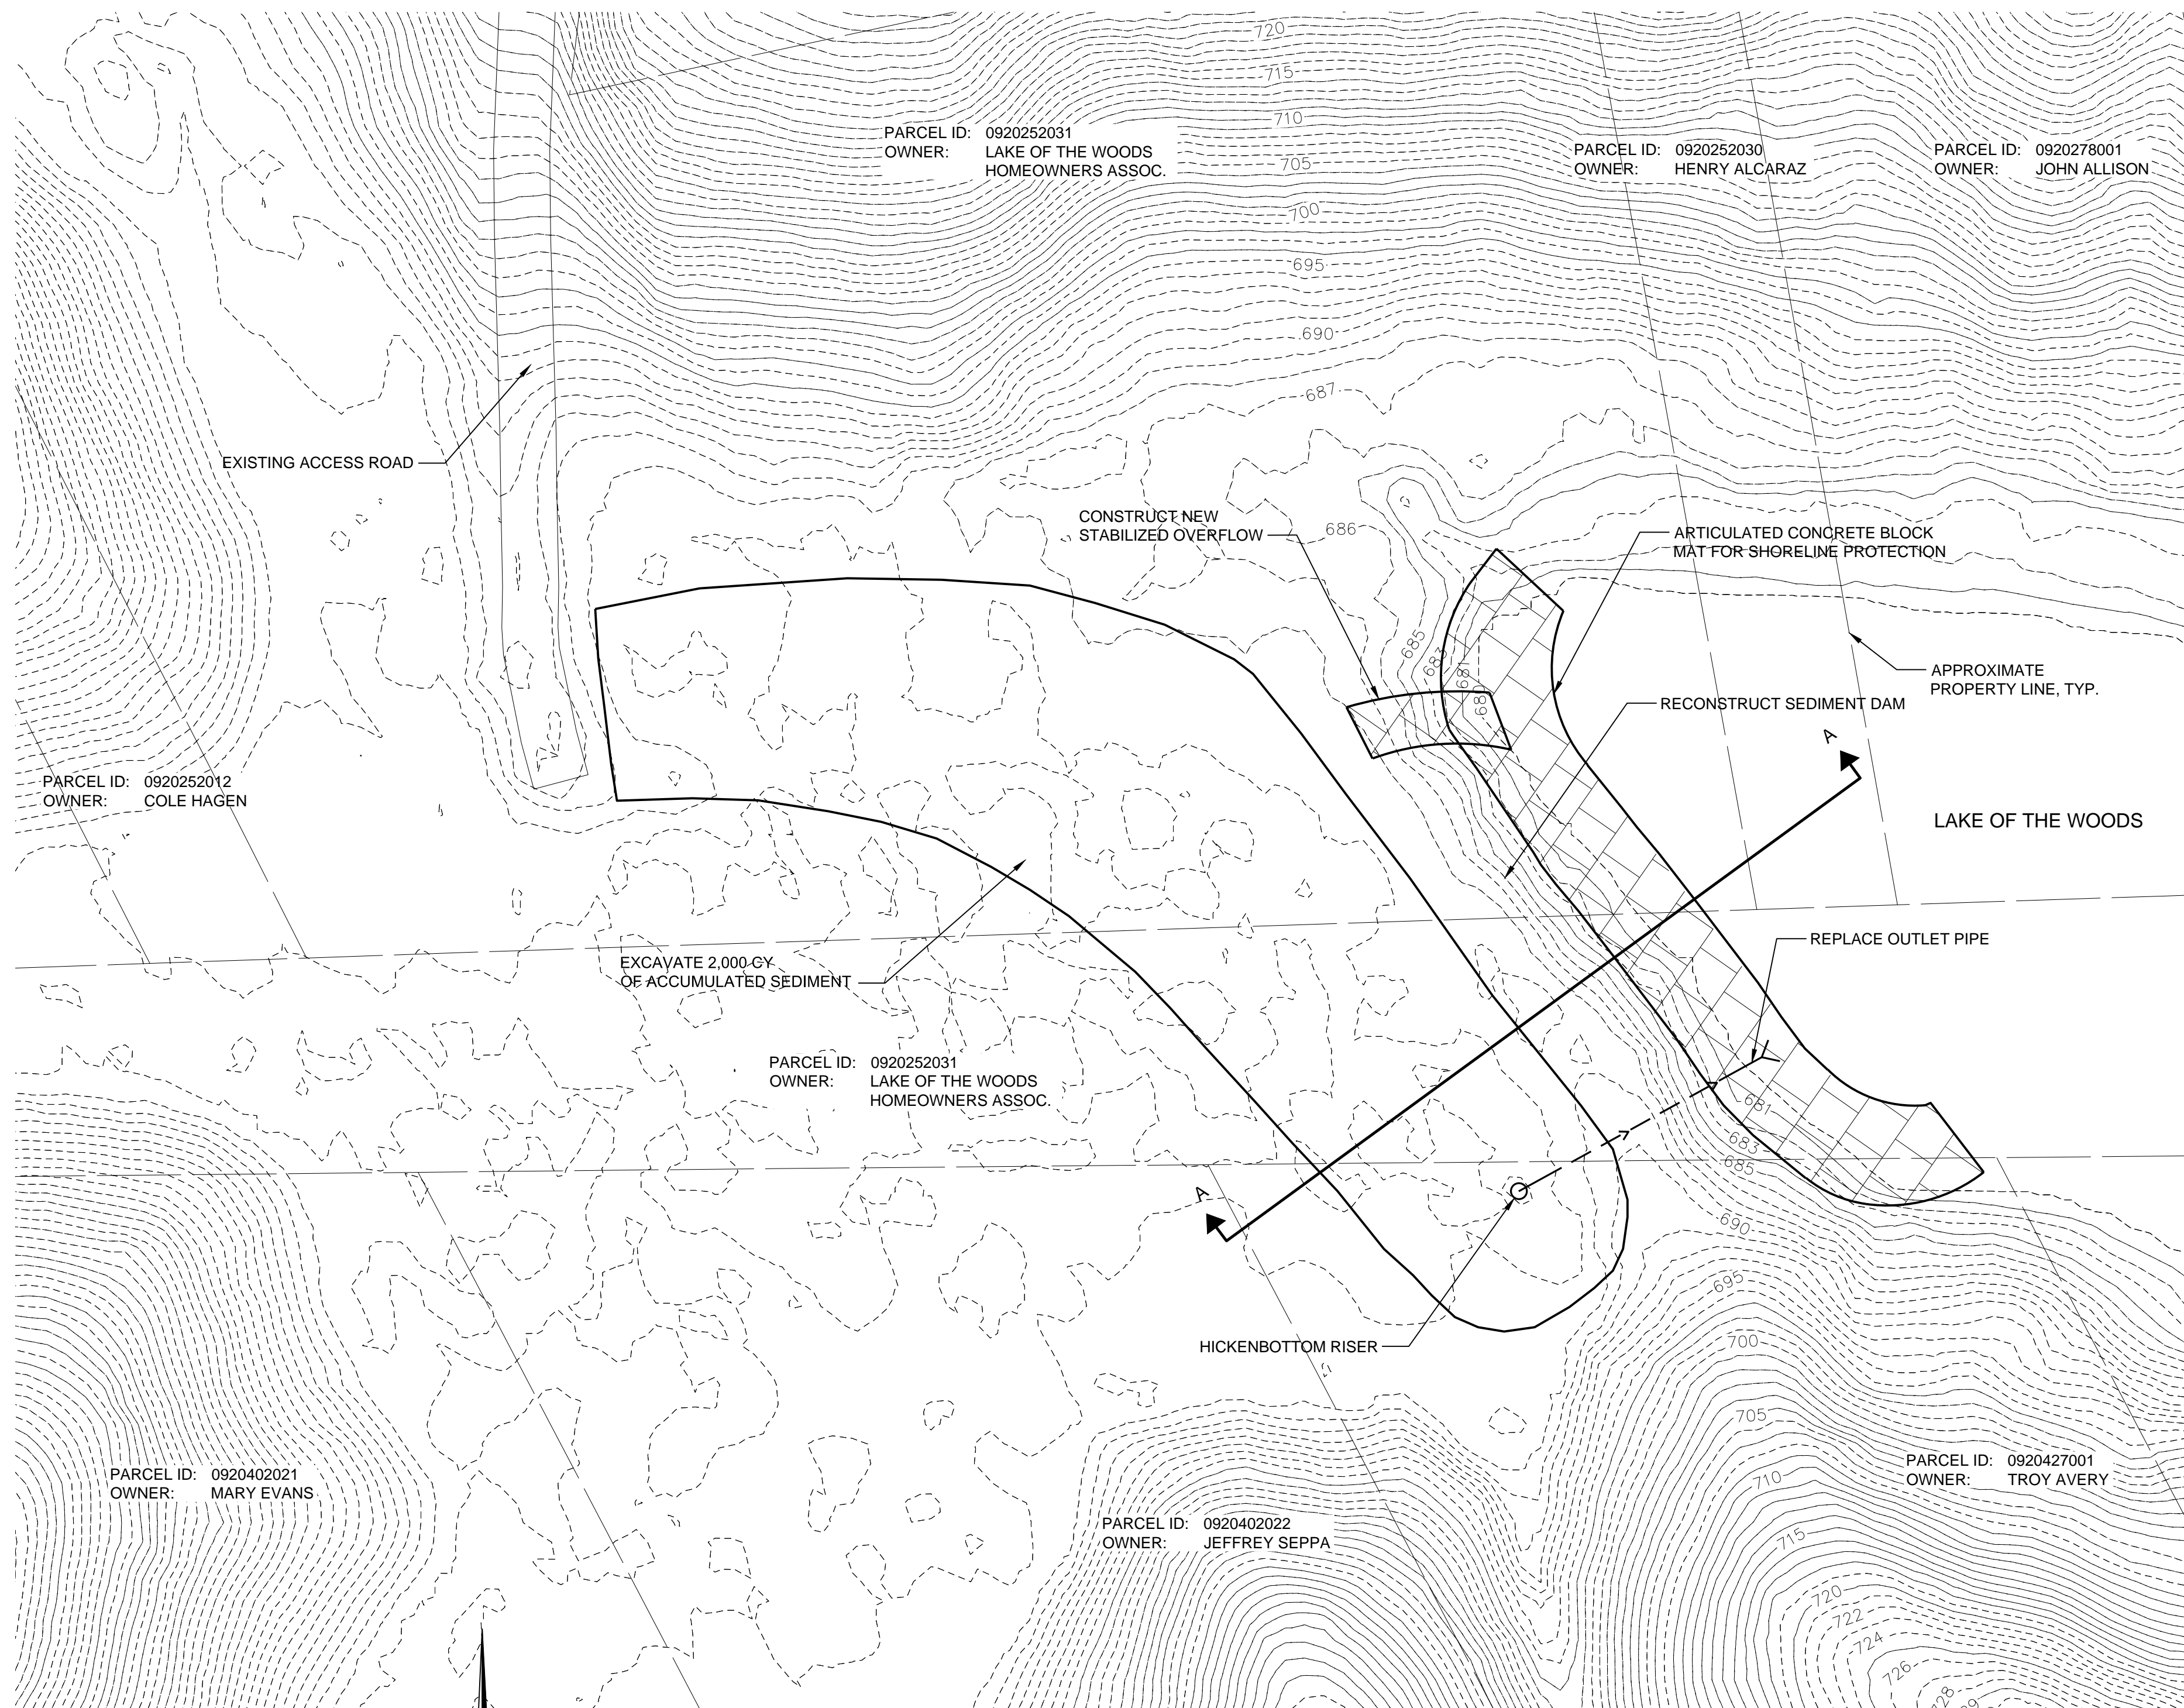 720
715
710
705
700
695
690
687
PARCEL ID: 0920252031
OWNER: LAKE OF THE WOODS
HOMEOWNERS ASSOC.
PARCEL ID: 0920252030
OWNER: HENRY ALCARAZ
PARCEL ID: 0920278001
OWNER: JOHN ALLISON
EXISTING ACCESS ROAD
CONSTRUCT NEW
STABILIZED OVERFLOW
686
ARTICULATED CONCRETE BLOCK
MAT FOR SHORELINE PROTECTION
685
683
681
680
APPROXIMATE
PROPERTY LINE, TYP.
RECONSTRUCT SEDIMENT DAM
A
PARCEL ID: 0920252012
OWNER: COLE HAGEN
LAKE OF THE WOODS
REPLACE OUTLET PIPE
EXCAVATE 2,000 CY
OF ACCUMULATED SEDIMENT
PARCEL ID: 0920252031
OWNER: LAKE OF THE WOODS
HOMEOWNERS ASSOC.
681
683
685
A
690
695
HICKENBOTTOM RISER
700
705
710
715
720
722
724
726
728
PARCEL ID: 0920402021
OWNER: MARY EVANS
PARCEL ID: 0920402022
OWNER: JEFFREY SEPPA
PARCEL ID: 0920427001
OWNER: TROY AVERY